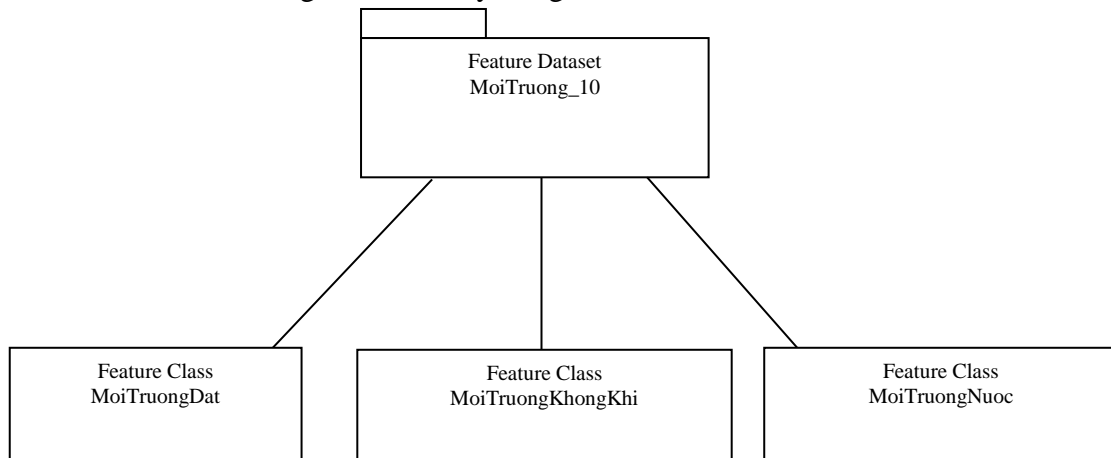 Feature Dataset
MoiTruong_10
Feature Class
MoiTruongDat
Feature Class
MoiTruongKhongKhi
Feature Class
MoiTruongNuoc